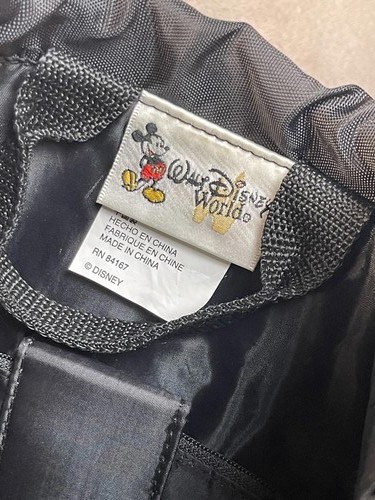 Walt Disney
World
HECHO EN CHINA
FABRIQUE EN CHINE
MADE IN CHINA
RN 84167
© DISNEY